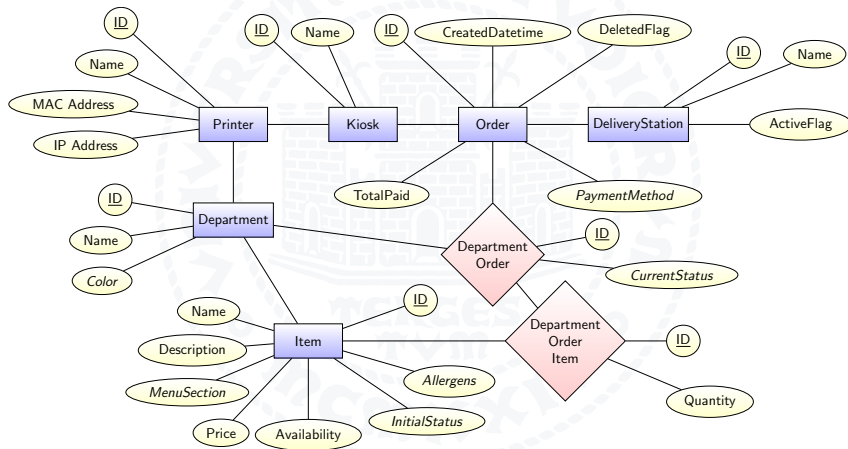 ID
ID
Name
ID
CreatedDatetime
DeletedFlag
ID
Name
Name
MAC Address
IP Address
Printer
Kiosk
Order
DeliveryStation
ActiveFlag
TotalPaid
PaymentMethod
ID
Name
Color
Department
Department
Order
ID
CurrentStatus
Name
Description
MenuSection
Price
Availability
InitialStatus
Allergens
ID
Item
Department
Order
Item
ID
Quantity